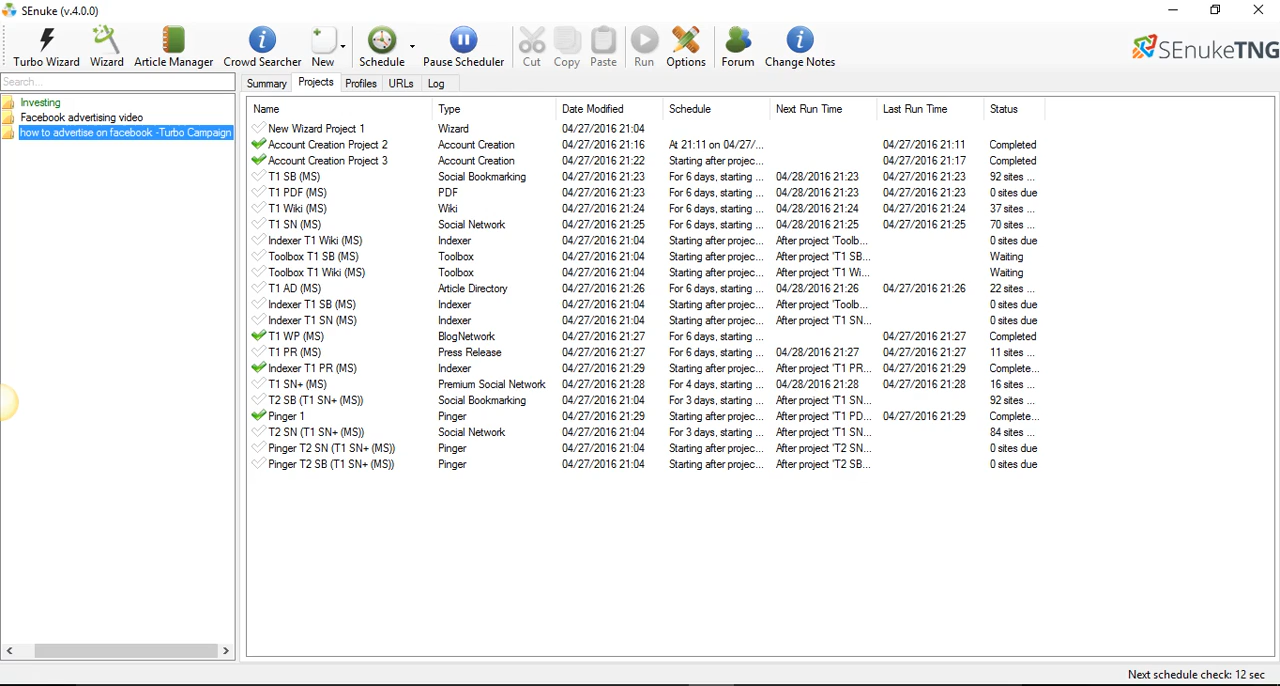 SEnuke (v.4.0.0)
Turbo Wizard Wizard Article Manager Crowd Searcher New Schedule Pause Scheduler Cut Copy Paste Run Options Forum Change Notes SEnukeTNG
Search...
Summary Projects Profiles URLs Log
Investing
Facebook advertising video
how to advertise on facebook -Turbo Campaign
Name Type Date Modified Schedule Next Run Time Last Run Time Status
New Wizard Project 1 Wizard 04/27/2016 21:04
Account Creation Project 2 Account Creation 04/27/2016 21:16 At 21:11 on 04/27/... 04/27/2016 21:11 Completed
Account Creation Project 3 Account Creation 04/27/2016 21:22 Starting after projec... 04/27/2016 21:17 Completed
T1 SB (MS) Social Bookmarking 04/27/2016 21:23 For 6 days, starting ... 04/28/2016 21:23 04/27/2016 21:23 92 sites ...
T1 PDF (MS) PDF 04/27/2016 21:23 For 6 days, starting ... 04/28/2016 21:23 04/27/2016 21:23 0 sites due
T1 Wiki (MS) Wiki 04/27/2016 21:24 For 6 days, starting ... 04/28/2016 21:24 04/27/2016 21:24 37 sites ...
T1 SN (MS) Social Network 04/27/2016 21:25 For 6 days, starting ... 04/28/2016 21:25 04/27/2016 21:25 70 sites ...
Indexer T1 Wiki (MS) Indexer 04/27/2016 21:04 Starting after projec... After project 'Toolb... 0 sites due
Toolbox T1 SB (MS) Toolbox 04/27/2016 21:04 Starting after projec... After project 'T1 SB... Waiting
Toolbox T1 Wiki (MS) Toolbox 04/27/2016 21:04 Starting after projec... After project 'T1 Wi... Waiting
T1 AD (MS) Article Directory 04/27/2016 21:26 For 6 days, starting ... 04/28/2016 21:26 04/27/2016 21:26 22 sites ...
Indexer T1 SB (MS) Indexer 04/27/2016 21:04 Starting after projec... After project 'Toolb... 0 sites due
Indexer T1 SN (MS) Indexer 04/27/2016 21:04 Starting after projec... After project 'T1 SN... 0 sites due
T1 WP (MS) BlogNetwork 04/27/2016 21:27 For 6 days, starting ... 04/27/2016 21:27 Completed
T1 PR (MS) Press Release 04/27/2016 21:27 For 6 days, starting ... 04/28/2016 21:27 04/27/2016 21:27 11 sites ...
Indexer T1 PR (MS) Indexer 04/27/2016 21:29 Starting after projec... After project 'T1 PR... 04/27/2016 21:29 Complete...
T1 SN+ (MS) Premium Social Network 04/27/2016 21:28 For 4 days, starting ... 04/28/2016 21:28 04/27/2016 21:28 16 sites ...
T2 SB (T1 SN+ (MS)) Social Bookmarking 04/27/2016 21:04 For 3 days, starting ... After project 'T1 SN... 92 sites ...
Pinger 1 Pinger 04/27/2016 21:29 Starting after projec... After project 'T1 PD... 04/27/2016 21:29 Complete...
T2 SN (T1 SN+ (MS)) Social Network 04/27/2016 21:04 For 3 days, starting ... After project 'T1 SN... 84 sites ...
Pinger T2 SN (T1 SN+ (MS)) Pinger 04/27/2016 21:04 Starting after projec... After project 'T2 SN... 0 sites due
Pinger T2 SB (T1 SN+ (MS)) Pinger 04/27/2016 21:04 Starting after projec... After project 'T2 SB... 0 sites due
Next schedule check: 12 sec